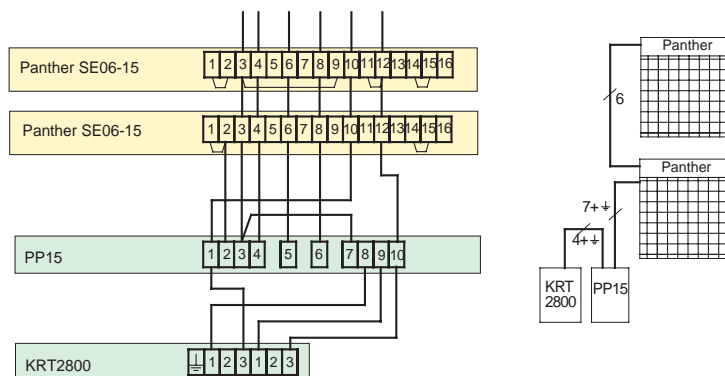 Panther SE06-15
1 2 3 4 5 6 7 8 9 10 11 12 13 14 15 16
Panther SE06-15
1 2 3 4 5 6 7 8 9 10 11 12 13 14 15 16
PP15
1 2 3 4 5 6 7 8 9 10
KRT2800
1 2 3 1 2 3
Panther
6
Panther
7+
4+
KRT
2800
PP15